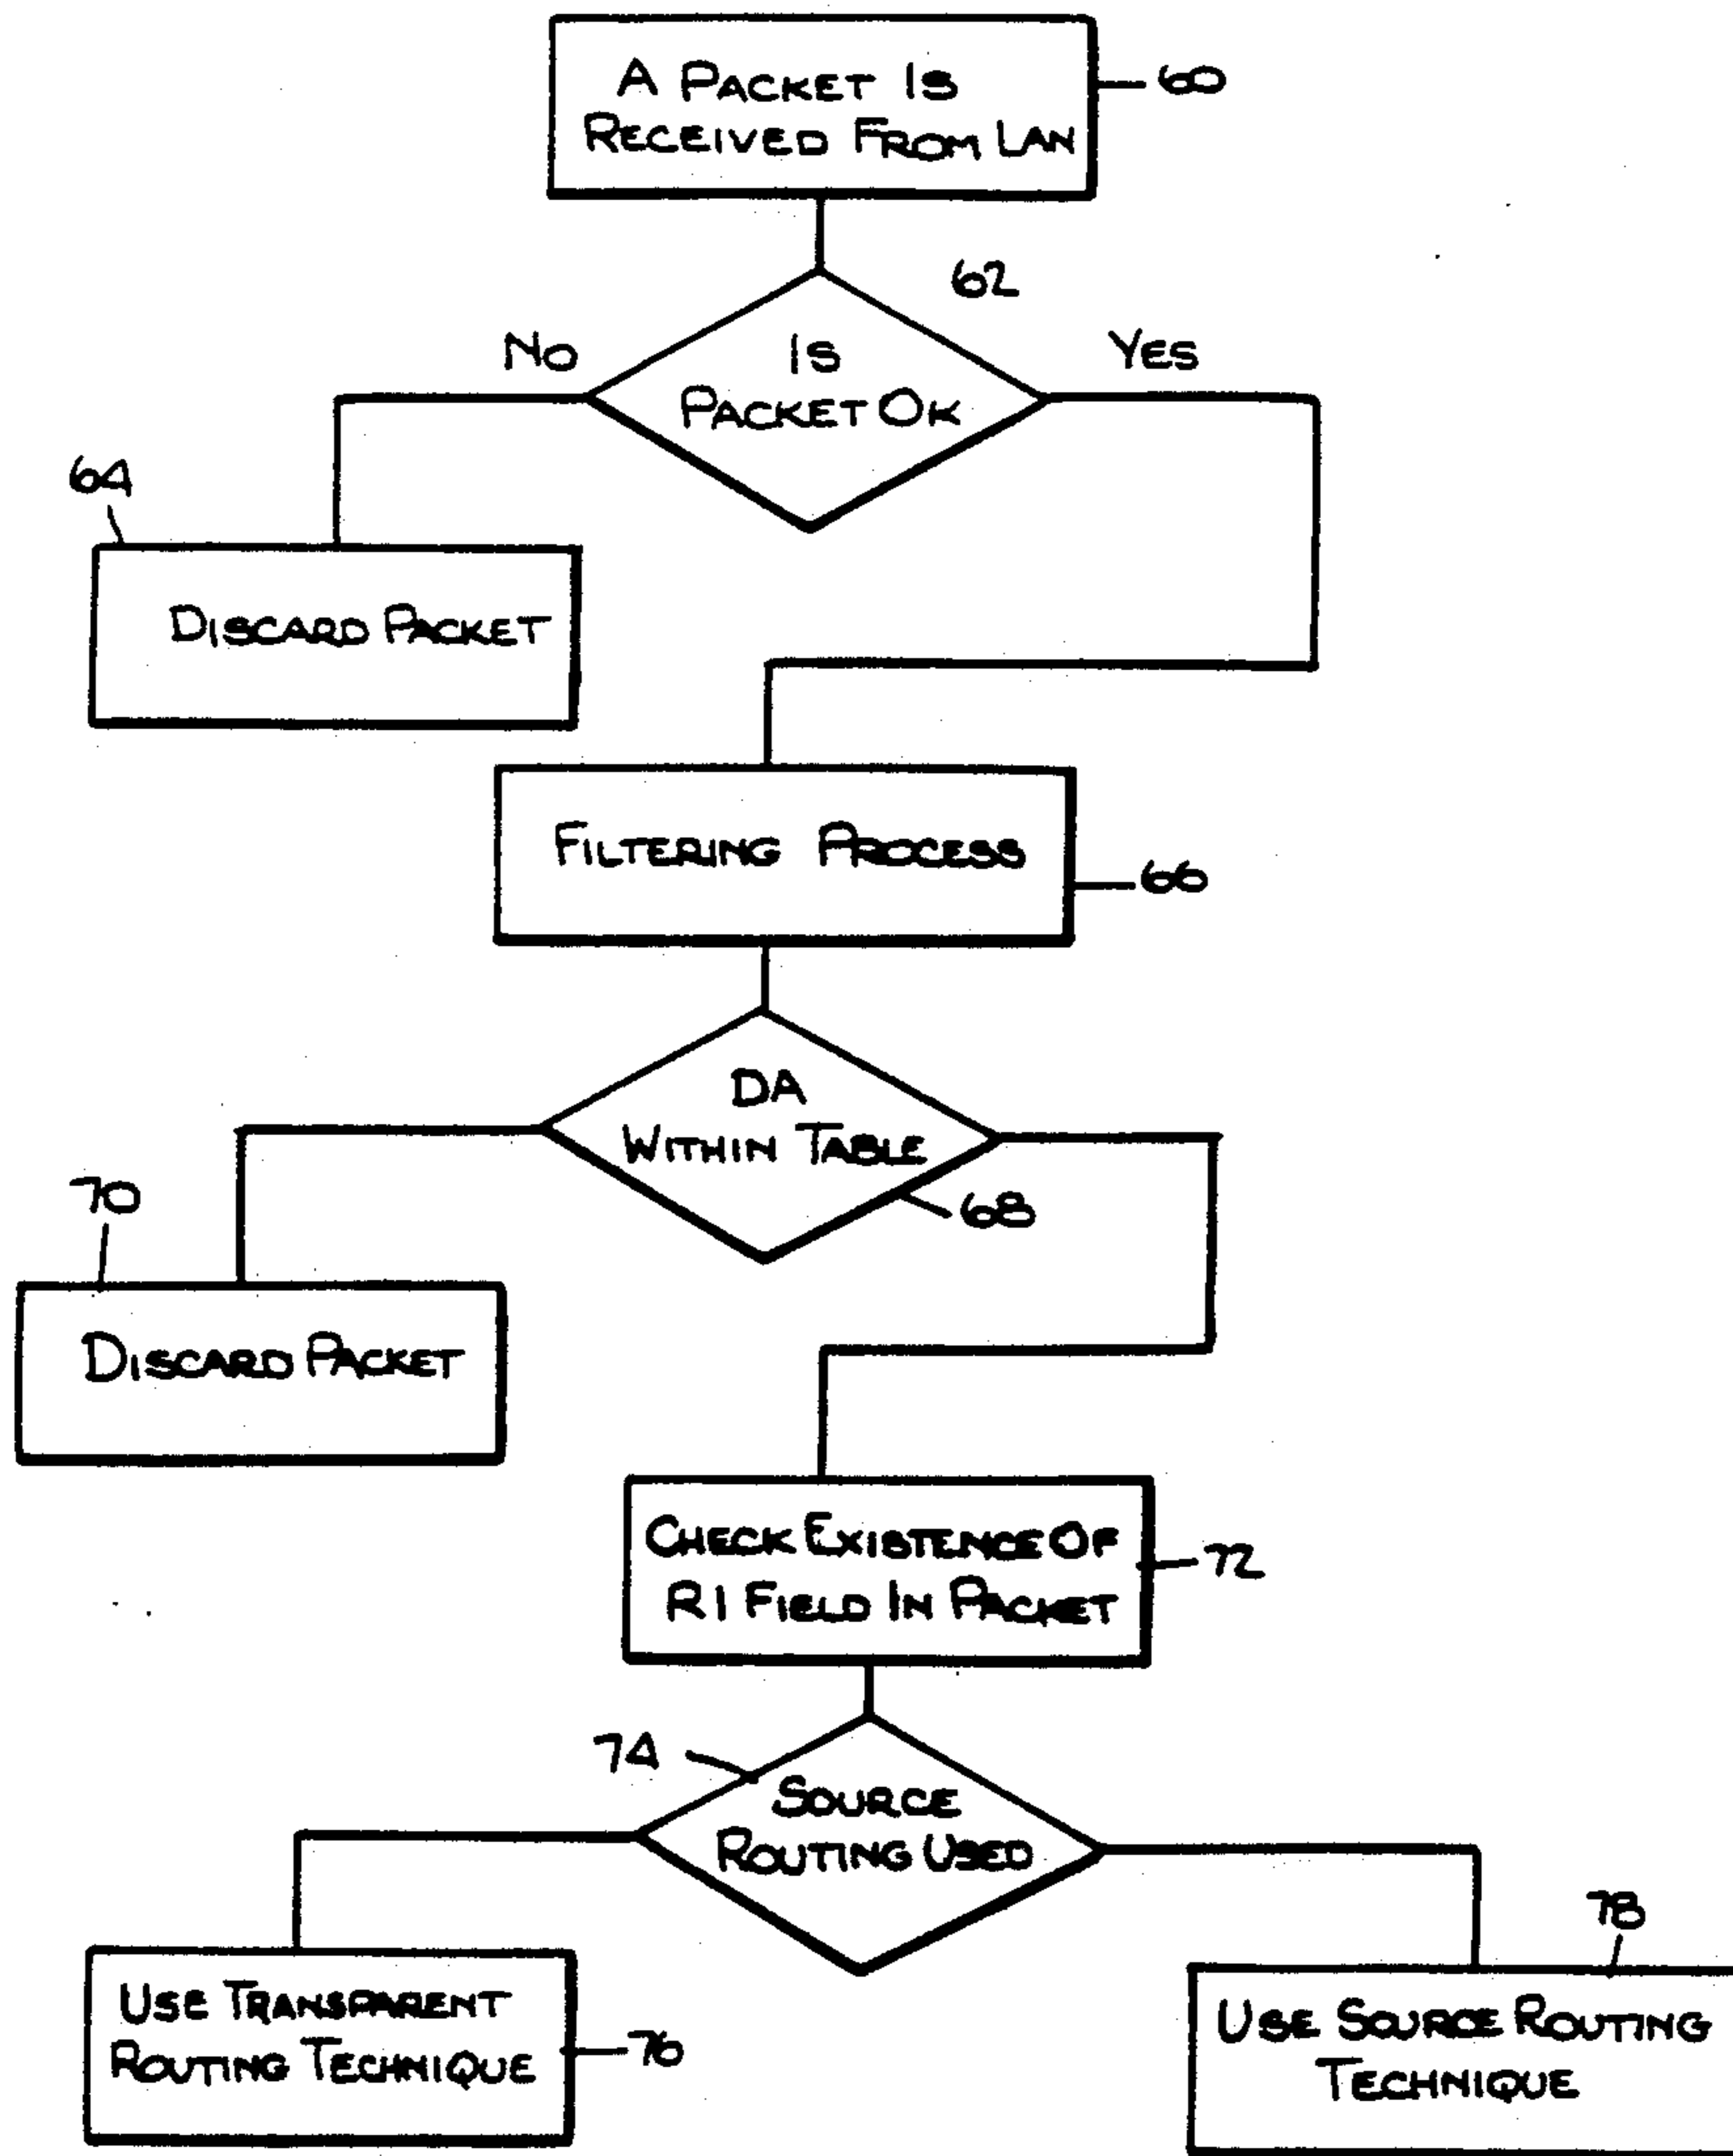 A PACKET IS
RECEIVED FROM LAN
60
62
NO
IS
PACKET OK
YES
64
DISCARD PACKET
FILTERING PROCESS
66
DA
WITHIN TABLE
68
70
DISCARD PACKET
CHECK EXISTENCE OF
RI FIELD IN PACKET
72
74
SOURCE
ROUTING USED
78
USE TRANSPARENT
ROUTING TECHNIQUE
76
USE SOURCE ROUTING
TECHNIQUE